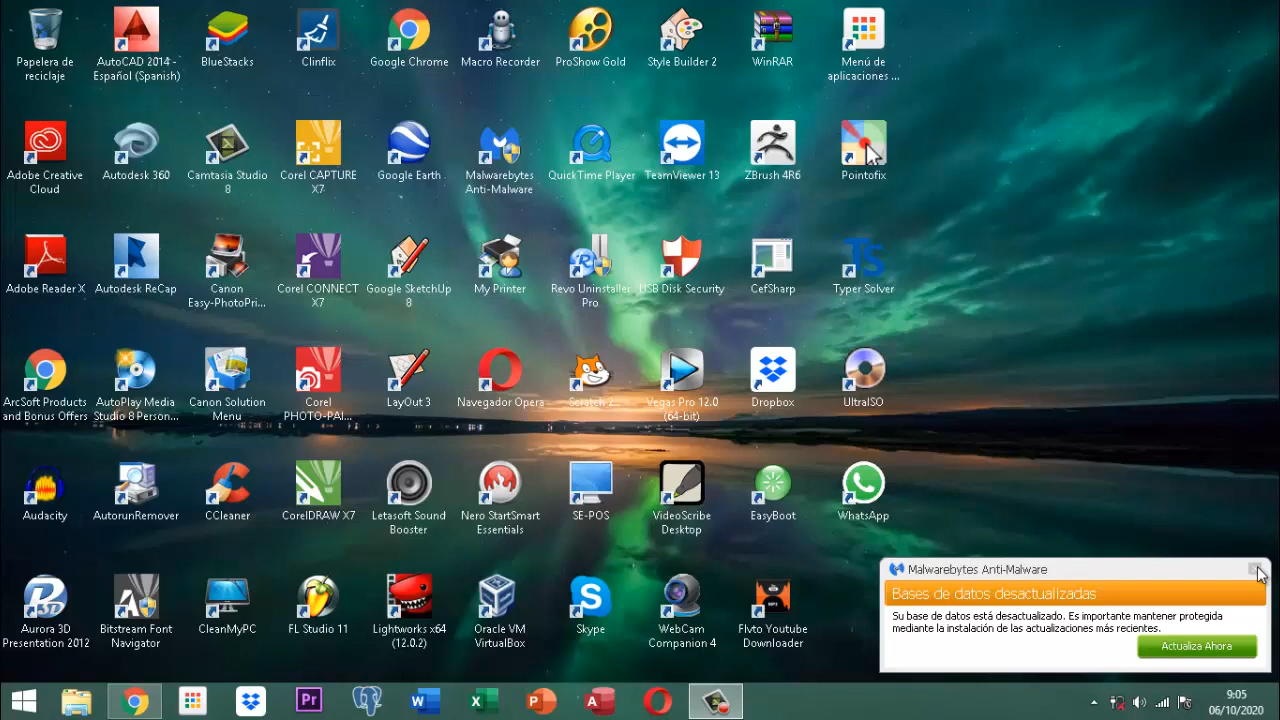 Papelera de
reciclaje
AutoCAD 2014 -
Español (Spanish)
BlueStacks
Clinflix
Google Chrome
Macro Recorder
ProShow Gold
Style Builder 2
WinRAR
Menú de
aplicaciones ...
Adobe Creative
Cloud
Autodesk 360
Camtasia Studio
8
Corel CAPTURE
X7
Google Earth
Malwarebytes
Anti-Malware
QuickTime Player
TeamViewer 13
ZBrush 4R6
Pointofix
Adobe Reader X
Autodesk ReCap
Canon
Easy-PhotoPri...
Corel CONNECT
X7
Google SketchUp
8
My Printer
Revo Uninstaller
Pro
USB Disk Security
CefSharp
TS
Typer Solver
ArcSoft Products
and Bonus Offers
AutoPlay Media
Studio 8 Person...
Canon Solution
Menu
Corel
PHOTO-PAI...
LayOut 3
Navegador Opera
Scratch 2...
Vegas Pro 12.0
(64-bit)
Dropbox
UltraISO
Audacity
AutorunRemover
CCleaner
CorelDRAW X7
Letasoft Sound
Booster
Nero StartSmart
Essentials
SE-POS
VideoScribe
Desktop
EasyBoot
WhatsApp
Aurora 3D
Presentation 2012
Bitstream Font
Navigator
CleanMyPC
FL Studio 11
Lightworks x64
(12.0.2)
Oracle VM
VirtualBox
Skype
WebCam
Companion 4
Flvto Youtube
Downloader
Malwarebytes Anti-Malware
Bases de datos desactualizadas
Su base de datos está desactualizado. Es importante mantener protegida
mediante la instalación de las actualizaciones más recientes.
Actualiza Ahora
Pr
9:05
06/10/2020